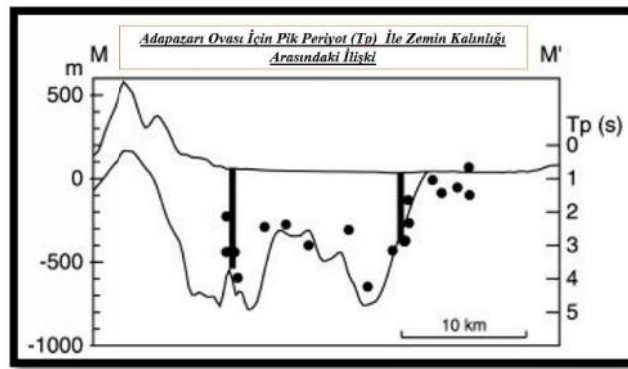 Adapazarı Ovası İçin Pik Periyot (Tp) İle Zemin Kalınlığı
Arasındaki İlişki
M
M'
m
Tp (s)
500
0
-500
-1000
0
1
2
3
4
5
10 km